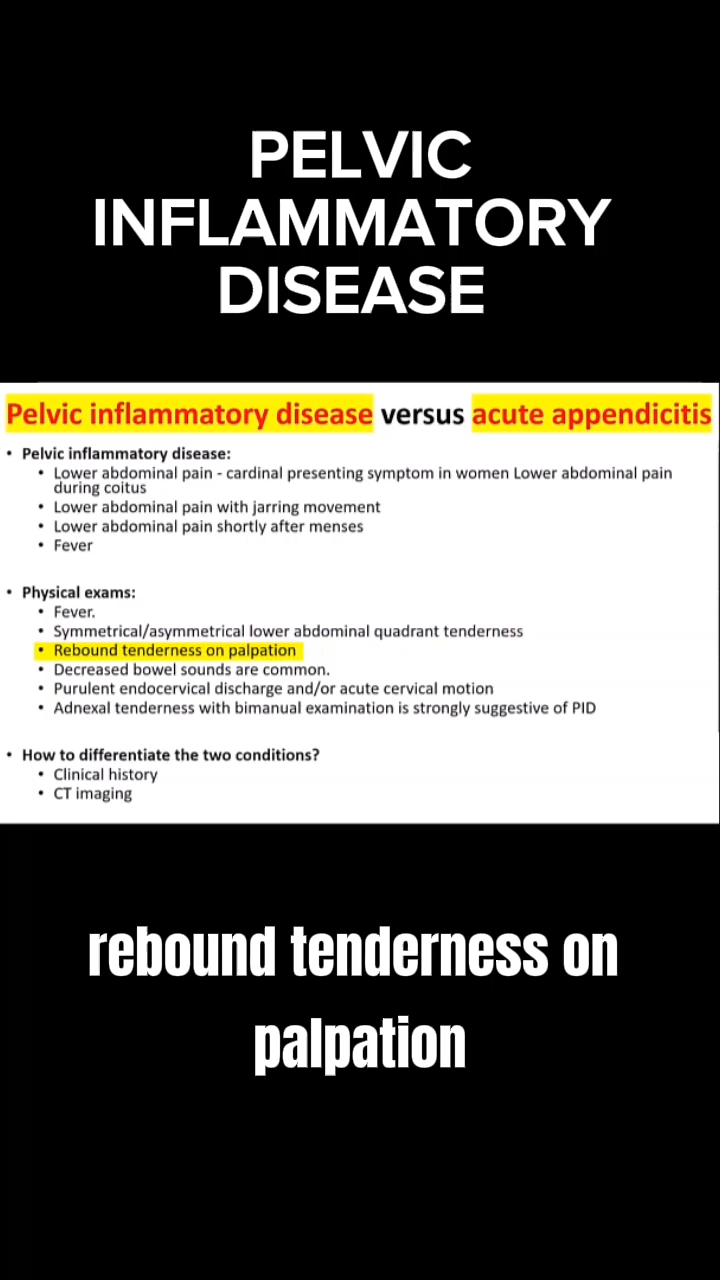 PELVIC
INFLAMMATORY
DISEASE
Pelvic inflammatory disease versus acute appendicitis
• Pelvic inflammatory disease:
• Lower abdominal pain - cardinal presenting symptom in women Lower abdominal pain
during coitus
• Lower abdominal pain with jarring movement
• Lower abdominal pain shortly after menses
• Fever
• Physical exams:
• Fever.
• Symmetrical/asymmetrical lower abdominal quadrant tenderness
• Rebound tenderness on palpation
• Decreased bowel sounds are common.
• Purulent endocervical discharge and/or acute cervical motion
• Adnexal tenderness with bimanual examination is strongly suggestive of PID
• How to differentiate the two conditions?
• Clinical history
• CT imaging
rebound tenderness on
palpation